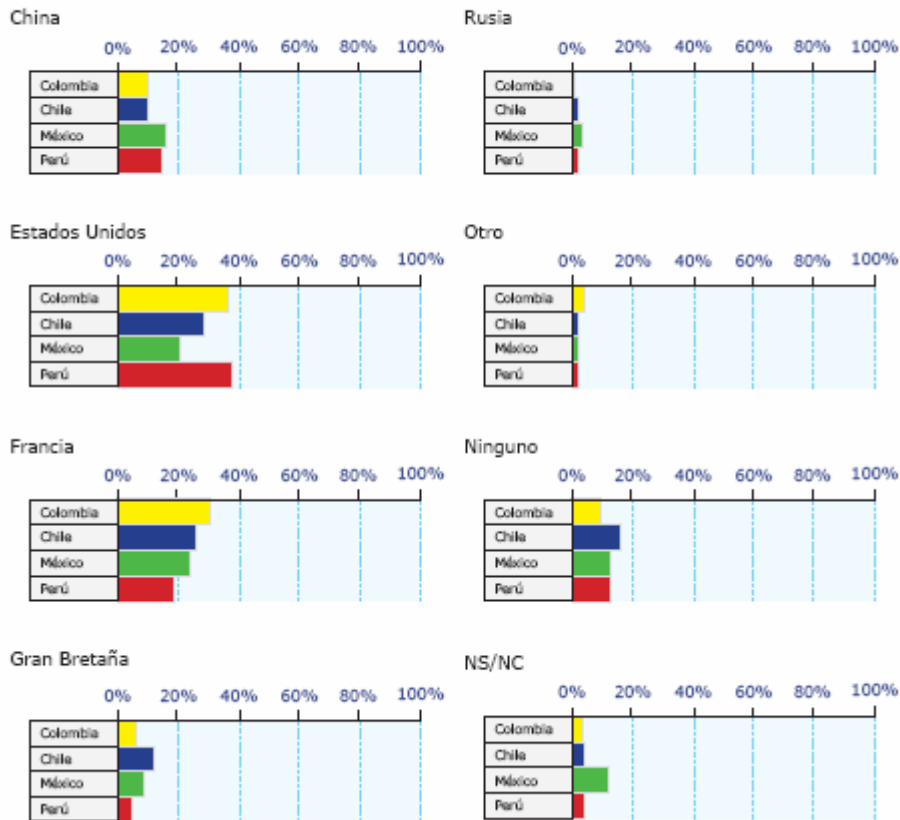 China
0% 20% 40% 60% 80% 100%
Colombia
Chile
México
Perú
Rusia
0% 20% 40% 60% 80% 100%
Colombia
Chile
México
Perú
Estados Unidos
0% 20% 40% 60% 80% 100%
Colombia
Chile
México
Perú
Otro
0% 20% 40% 60% 80% 100%
Colombia
Chile
México
Perú
Francia
0% 20% 40% 60% 80% 100%
Colombia
Chile
México
Perú
Ninguno
0% 20% 40% 60% 80% 100%
Colombia
Chile
México
Perú
Gran Bretaña
0% 20% 40% 60% 80% 100%
Colombia
Chile
México
Perú
NS/NC
0% 20% 40% 60% 80% 100%
Colombia
Chile
México
Perú